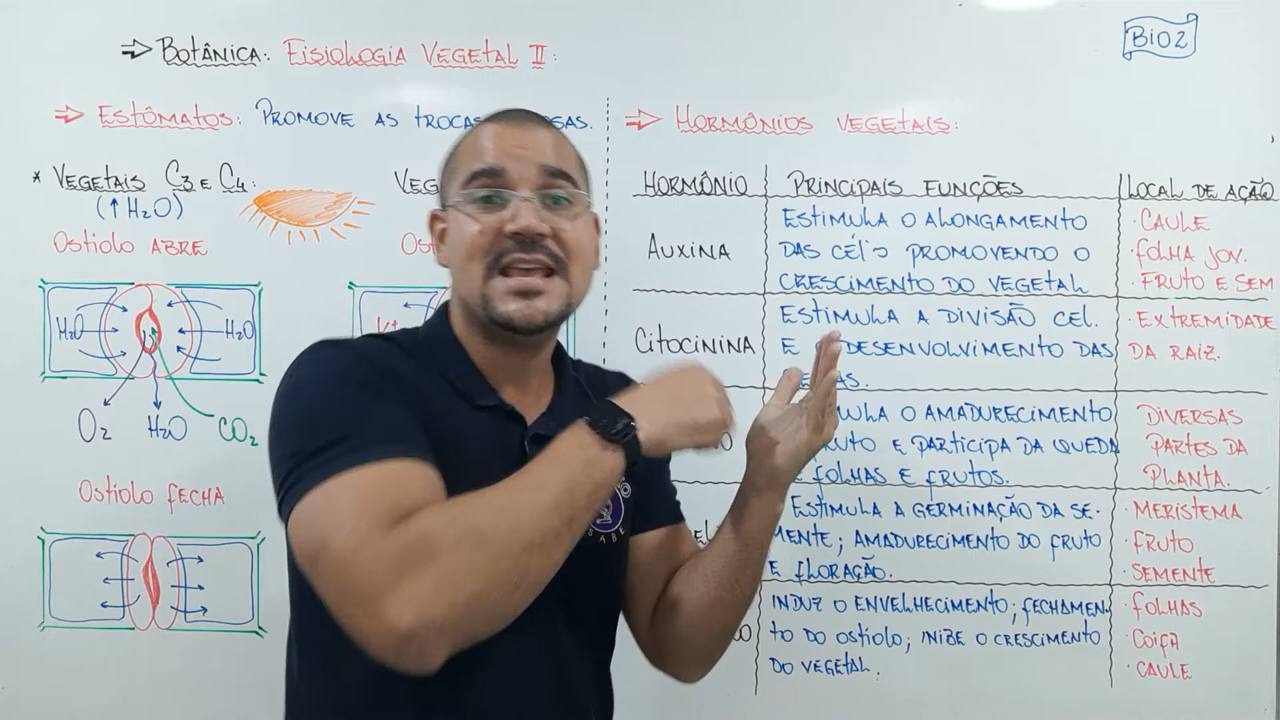 ⇒ BOTÂNICA: FISIOLOGIA VEGETAL II:
BIO2
⇒ ESTÔMATOS: PROMOVE AS
* VEGETAIS C3 E C4:
(↑H2O)
OSTÍOLO ABRE
H2O
H2O
O2
H2O
CO2
OSTÍOLO FECHA
K+
⇒ HORMÔNIOS VEGETAIS:
HORMÔNIO PRINCIPAIS FUNÇÕES LOCAL DE AÇÃO
AUXINA
ESTIMULA O ALONGAMENTO
DAS CÉL'S PROMOVENDO O
CRESCIMENTO DO VEGETAL
·CAULE
·FOLHA JOV.
·FRUTO E SEM
CITOCININA
ESTIMULA A DIVISÃO CEL.
E DESENVOLVIMENTO DAS
·EXTREMIDADE
DA RAIZ.
O AMADURECIMENTO
E PARTICIPA DA QUEDA
FOLHAS E FRUTOS.
DIVERSAS
PARTES DA
PLANTA.
ESTIMULA A GERMINAÇÃO DA SE-
MENTE; AMADURECIMENTO DO FRUTO
E FLORAÇÃO.
·MERISTEMA
·FRUTO
·SEMENTE
INDUZ O ENVELHECIMENTO; FECHAMEN-
TO DO OSTÍOLO; INIBE O CRESCIMENTO
DO VEGETAL.
·FOLHAS
·COIFA
·CAULE